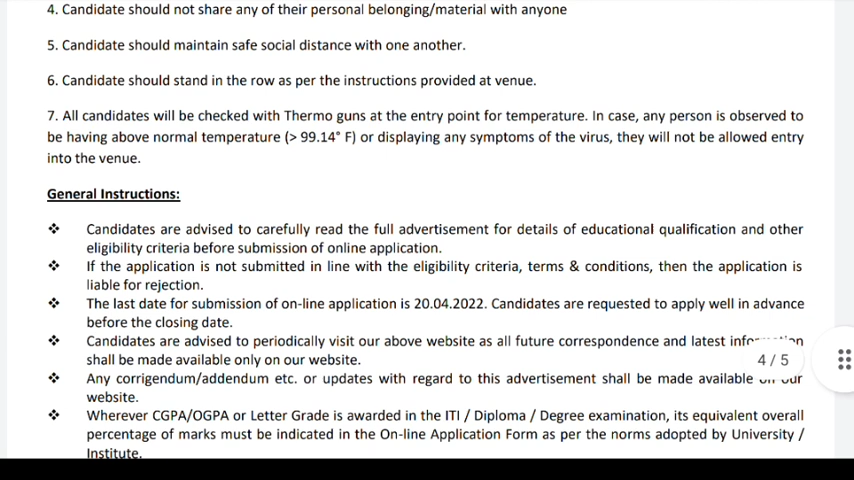 4. Candidate should not share any of their personal belonging/material with anyone
5. Candidate should maintain safe social distance with one another.
6. Candidate should stand in the row as per the instructions provided at venue.
7. All candidates will be checked with Thermo guns at the entry point for temperature. In case, any person is observed to
be having above normal temperature (> 99.14° F) or displaying any symptoms of the virus, they will not be allowed entry
into the venue.
General Instructions:
❖ Candidates are advised to carefully read the full advertisement for details of educational qualification and other
eligibility criteria before submission of online application.
❖ If the application is not submitted in line with the eligibility criteria, terms & conditions, then the application is
liable for rejection.
❖ The last date for submission of on-line application is 20.04.2022. Candidates are requested to apply well in advance
before the closing date.
❖ Candidates are advised to periodically visit our above website as all future correspondence and latest
shall be made available only on our website.
4 / 5
❖ Any corrigendum/addendum etc. or updates with regard to this advertisement shall be made available
website.
❖ Wherever CGPA/OGPA or Letter Grade is awarded in the ITI / Diploma / Degree examination, its equivalent overall
percentage of marks must be indicated in the On-line Application Form as per the norms adopted by University /
Institute.